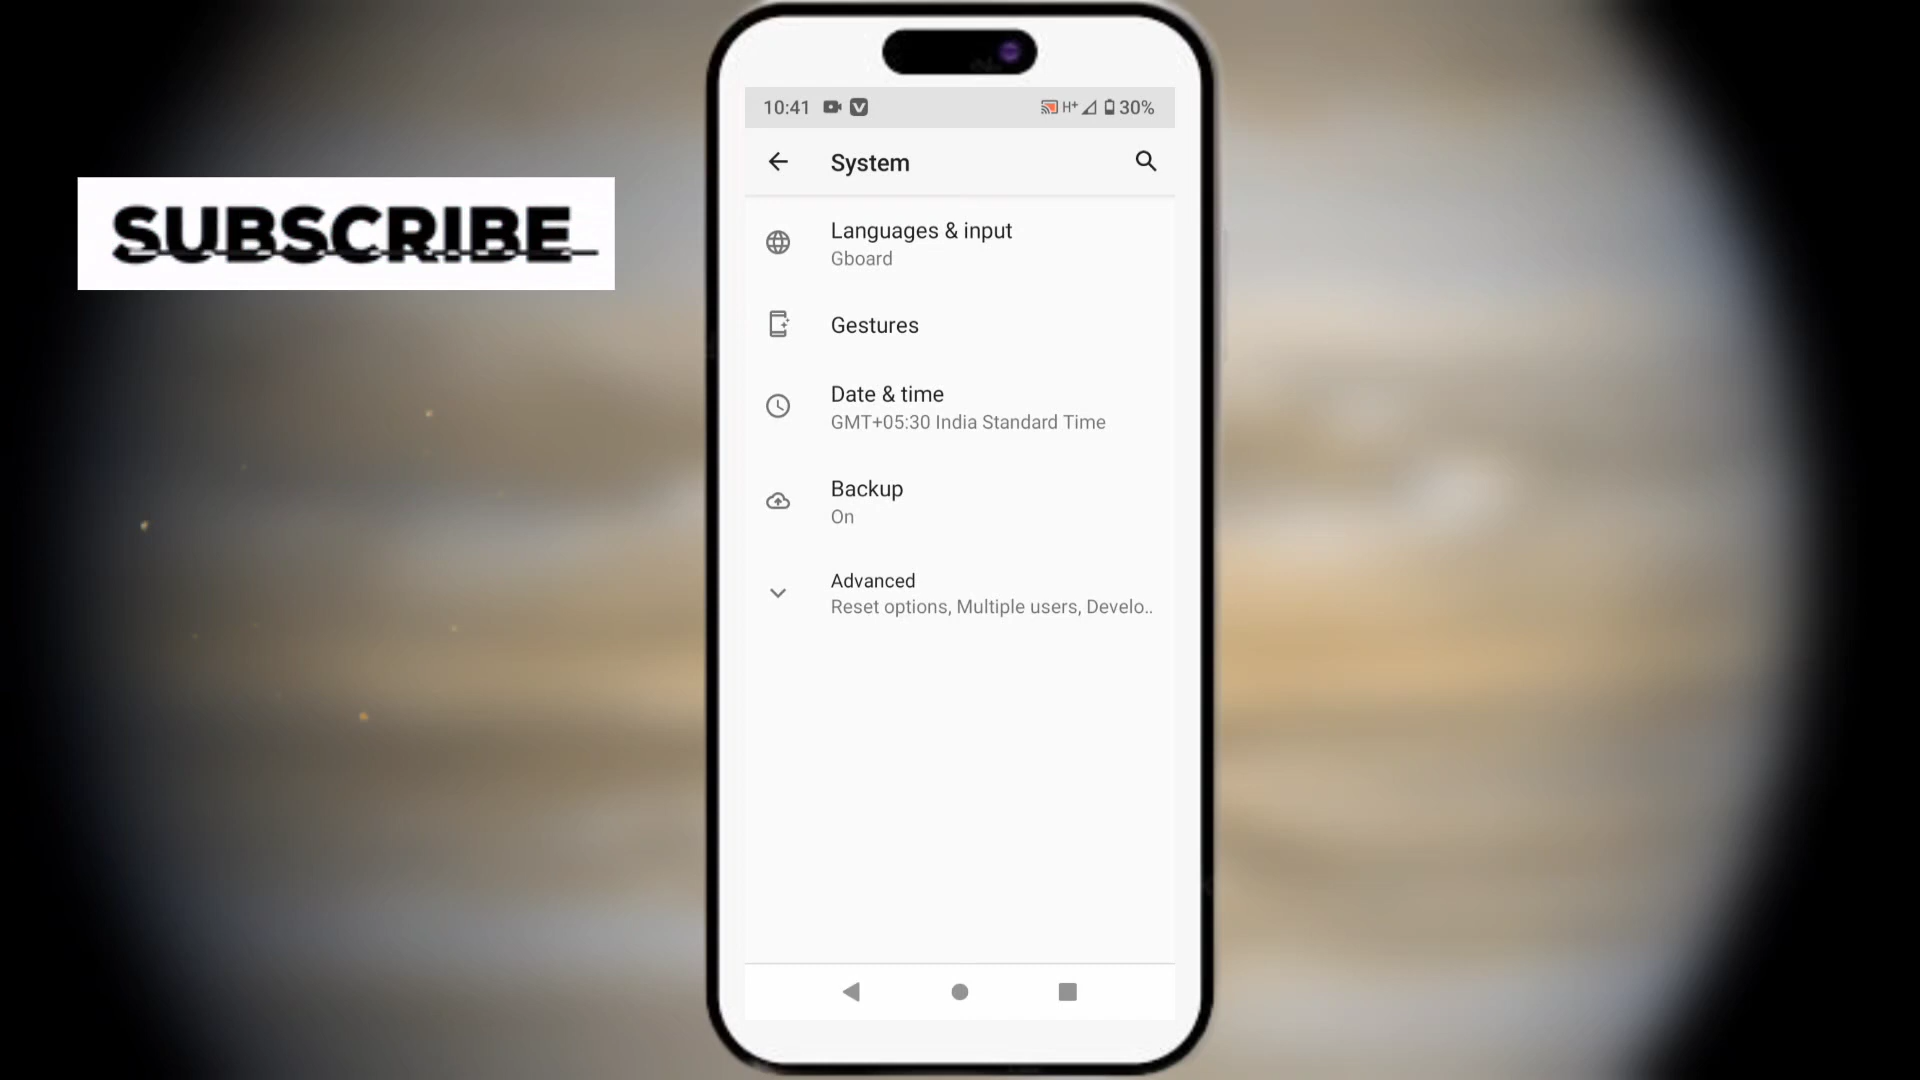 SUBSCRIBE
10:41
H+
30%
System
Languages & input
Gboard
Gestures
Date & time
GMT+05:30 India Standard Time
Backup
On
Advanced
Reset options, Multiple users, Develo..